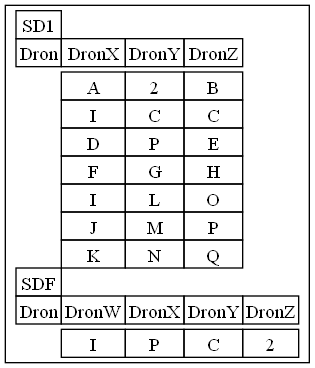 SD1
Dron DronX DronY DronZ
A 2 B
I C C
D P E
F G H
I L O
J M P
K N Q
SDF
Dron DronW DronX DronY DronZ
I P C 2